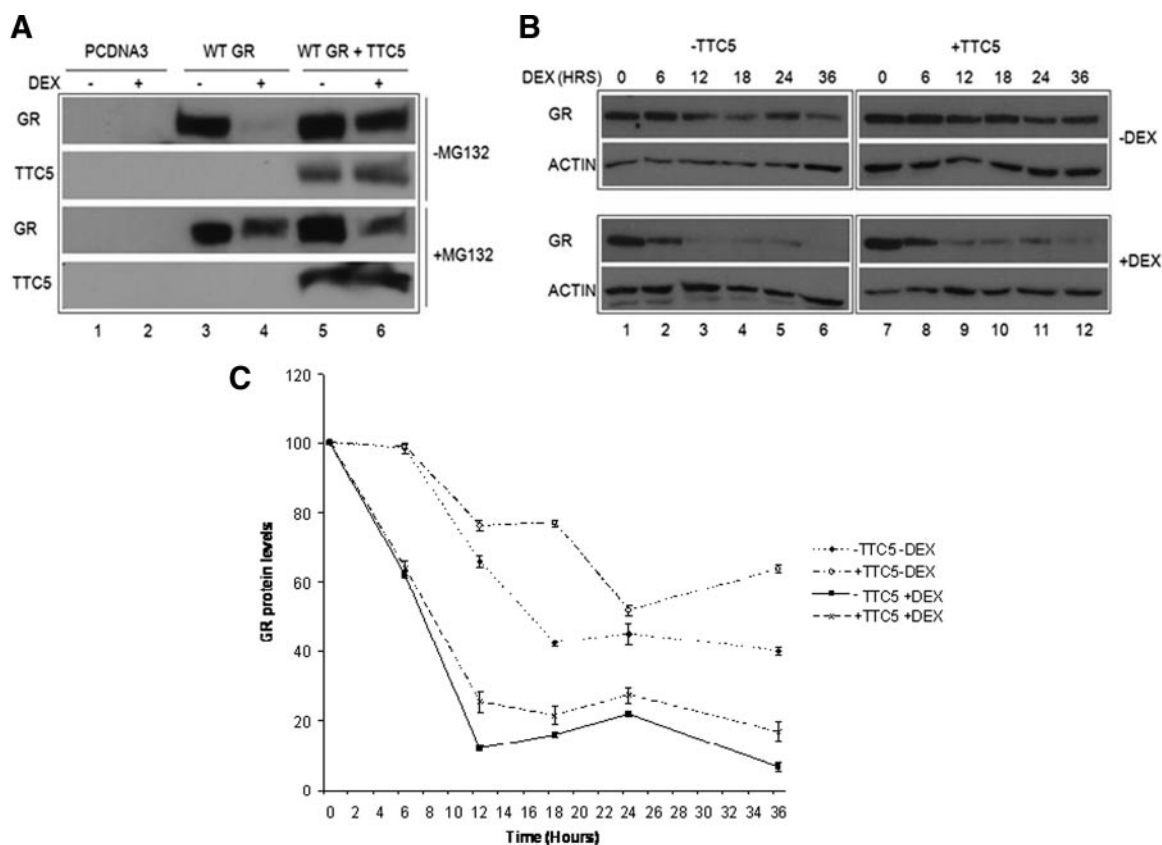 A
PCDNA3 WT GR WT GR + TTC5
DEX - + - + - +
GR
TTC5
-MG132
GR
TTC5
+MG132
1 2 3 4 5 6
B
-TTC5 +TTC5
DEX (HRS) 0 6 12 18 24 36 0 6 12 18 24 36
GR
ACTIN
-DEX
GR
ACTIN
+DEX
1 2 3 4 5 6 7 8 9 10 11 12
C
120
100
80
60
40
20
0
GR protein levels
0 2 4 6 8 10 12 14 16 18 20 22 24 26 28 30 32 34 36
Time (Hours)
-TTC5 -DEX
+TTC5-DEX
- TTC5 +DEX
+TTC5 +DEX